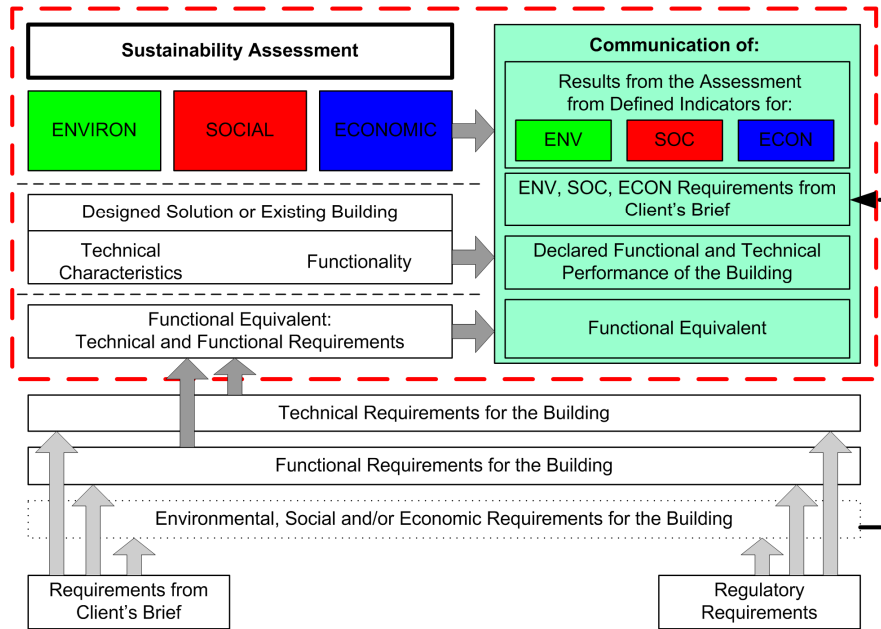 Sustainability Assessment
ENVIRON
SOCIAL
ECONOMIC
Designed Solution or Existing Building
Technical
Characteristics
Functionality
Functional Equivalent:
Technical and Functional Requirements
Communication of:
Results from the Assessment
from Defined Indicators for:
ENV
SOC
ECON
ENV, SOC, ECON Requirements from
Client's Brief
Declared Functional and Technical
Performance of the Building
Functional Equivalent
Technical Requirements for the Building
Functional Requirements for the Building
Environmental, Social and/or Economic Requirements for the Building
Requirements from
Client's Brief
Regulatory
Requirements